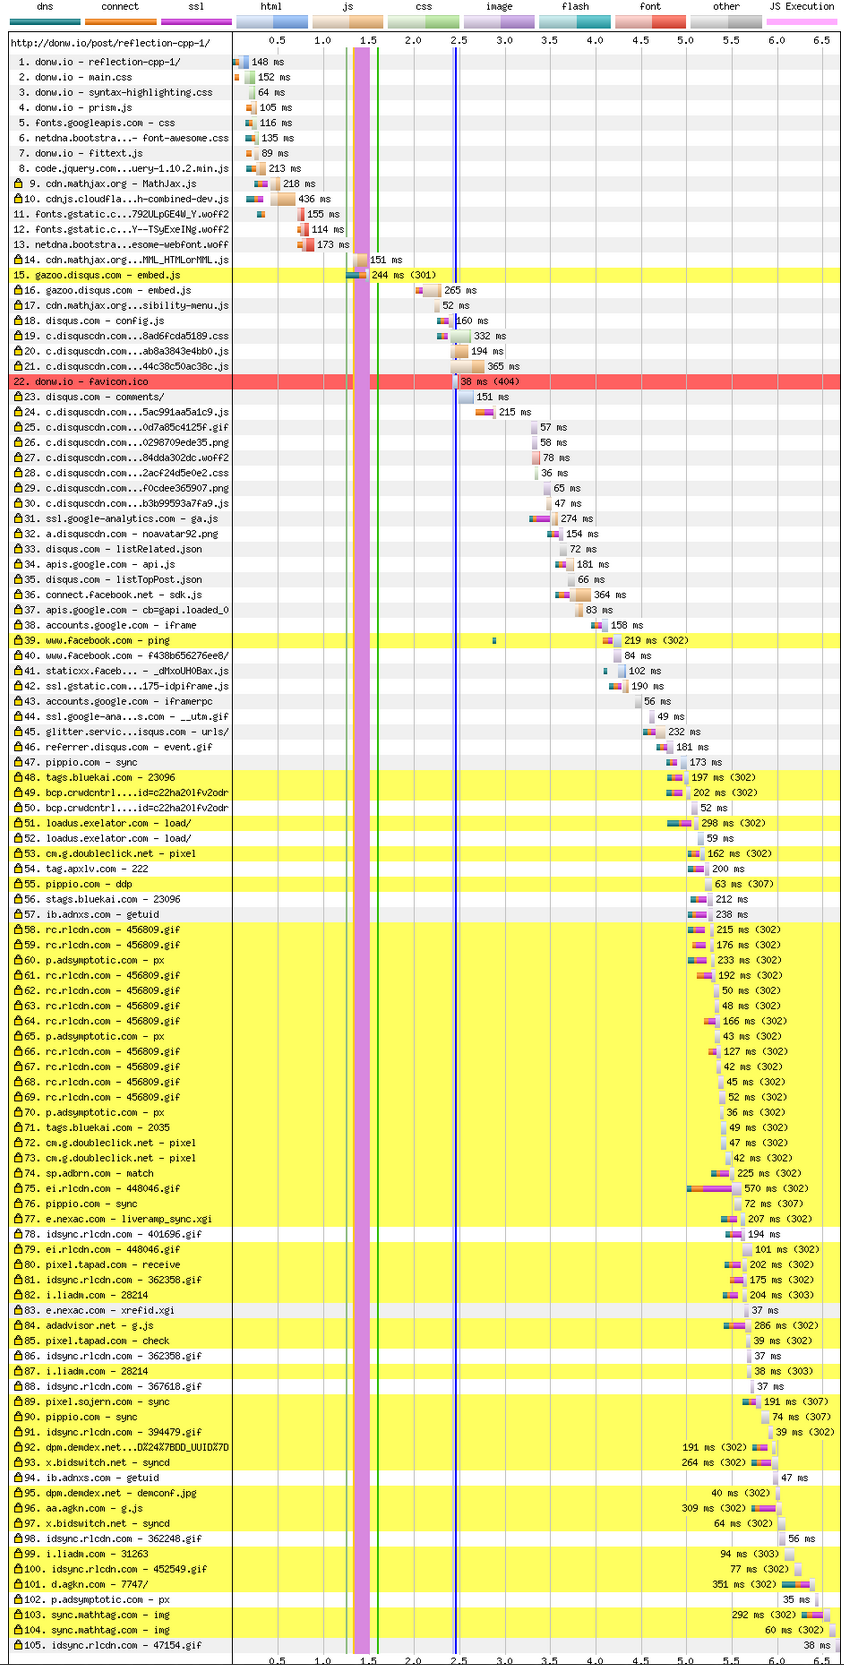 dns connect ssl html js css image flash font other JS Execution
http://donw.io/post/reflection-cpp-1/ 0.5 1.0 1.5 2.0 2.5 3.0 3.5 4.0 4.5 5.0 5.5 6.0 6.5
1. donw.io - reflection-cpp-1/ 148 ms
2. donw.io - main.css 152 ms
3. donw.io - syntax-highlighting.css 64 ms
4. donw.io - prism.js 105 ms
5. fonts.googleapis.com - css 116 ms
6. netdna.bootstra...- font-awesome.css 135 ms
7. donw.io - fittext.js 89 ms
8. code.jquery.com...uery-1.10.2.min.js 213 ms
9. cdn.mathjax.org - MathJax.js 218 ms
10. cdnjs.cloudfla...h-combined-dev.js 436 ms
11. fonts.gstatic.c...792ULpGE4W_Y.woff2 155 ms
12. fonts.gstatic.c...Y--TSyExeINg.woff2 114 ms
13. netdna.bootstra...esome-webfont.woff 173 ms
14. cdn.mathjax.org...MML_HTMLorMML.js 151 ms
15. gazoo.disqus.com - embed.js 244 ms (301)
16. gazoo.disqus.com - embed.js 265 ms
17. cdn.mathjax.org...sibility-menu.js 52 ms
18. disqus.com - config.js 160 ms
19. c.disquscdn.com...8ad6fcda5189.css 332 ms
20. c.disquscdn.com...ab8a3843e4bb0.js 194 ms
21. c.disquscdn.com...44c38c50ac38c.js 365 ms
22. donw.io - favicon.ico 38 ms (404)
23. disqus.com - comments/ 151 ms
24. c.disquscdn.com...5ac991aa5a1c9.js 215 ms
25. c.disquscdn.com...0d7a85c4125f.gif 57 ms
26. c.disquscdn.com...0298709ede35.png 58 ms
27. c.disquscdn.com...84dda302dc.woff2 78 ms
28. c.disquscdn.com...2acf24d5e0e2.css 36 ms
29. c.disquscdn.com...f0cdee365907.png 65 ms
30. c.disquscdn.com...b3b99593a7fa9.js 47 ms
31. ssl.google-analytics.com - ga.js 274 ms
32. a.disquscdn.com - noavatar92.png 154 ms
33. disqus.com - listRelated.json 72 ms
34. apis.google.com - api.js 181 ms
35. disqus.com - listTopPost.json 66 ms
36. connect.facebook.net - sdk.js 364 ms
37. apis.google.com - cb=gapi.loaded_0 83 ms
38. accounts.google.com - iframe 158 ms
39. www.facebook.com - ping 219 ms (302)
40. www.facebook.com - f438b656276ee8/ 84 ms
41. staticxx.faceb... - _dMxoUH0Bax.js 102 ms
42. ssl.gstatic.com...175-idpiframe.js 190 ms
43. accounts.google.com - iframerpc 56 ms
44. ssl.google-ana...s.com - __utm.gif 49 ms
45. glitter.servic...isqus.com - urls/ 232 ms
46. referrer.disqus.com - event.gif 181 ms
47. pippio.com - sync 173 ms
48. tags.bluekai.com - 23096 197 ms (302)
49. bcp.crwdcntrl....id=c22ha20lfv2odr 202 ms (302)
50. bcp.crwdcntrl....id=c22ha20lfv2odr 52 ms
51. loadus.exelator.com - load/ 298 ms (302)
52. loadus.exelator.com - load/ 59 ms
53. cm.g.doubleclick.net - pixel 162 ms (302)
54. tag.apxlv.com - 222 200 ms
55. pippio.com - ddp 63 ms (307)
56. stags.bluekai.com - 23096 212 ms
57. ib.adnxs.com - getuid 238 ms
58. rc.rlcdn.com - 456809.gif 215 ms (302)
59. rc.rlcdn.com - 456809.gif 176 ms (302)
60. p.adsymptotic.com - px 233 ms (302)
61. rc.rlcdn.com - 456809.gif 192 ms (302)
62. rc.rlcdn.com - 456809.gif 50 ms (302)
63. rc.rlcdn.com - 456809.gif 48 ms (302)
64. rc.rlcdn.com - 456809.gif 166 ms (302)
65. p.adsymptotic.com - px 43 ms (302)
66. rc.rlcdn.com - 456809.gif 127 ms (302)
67. rc.rlcdn.com - 456809.gif 42 ms (302)
68. rc.rlcdn.com - 456809.gif 45 ms (302)
69. rc.rlcdn.com - 456809.gif 52 ms (302)
70. p.adsymptotic.com - px 36 ms (302)
71. tags.bluekai.com - 2035 49 ms (302)
72. cm.g.doubleclick.net - pixel 47 ms (302)
73. cm.g.doubleclick.net - pixel 42 ms (302)
74. sp.adbrn.com - match 225 ms (302)
75. ei.rlcdn.com - 448046.gif 570 ms (302)
76. pippio.com - sync 72 ms (307)
77. e.nexac.com - liveramp_sync.xgi 207 ms (302)
78. idsync.rlcdn.com - 401696.gif 194 ms
79. ei.rlcdn.com - 448046.gif 101 ms (302)
80. pixel.tapad.com - receive 202 ms (302)
81. idsync.rlcdn.com - 362358.gif 175 ms (302)
82. i.liadm.com - 28214 204 ms (303)
83. e.nexac.com - xrefid.xgi 37 ms
84. adadvisor.net - g.js 286 ms (302)
85. pixel.tapad.com - check 39 ms (302)
86. idsync.rlcdn.com - 362358.gif 37 ms
87. i.liadm.com - 28214 38 ms (303)
88. idsync.rlcdn.com - 367618.gif 37 ms
89. pixel.sojern.com - sync 191 ms (307)
90. pippio.com - sync 74 ms (307)
91. idsync.rlcdn.com - 394479.gif 39 ms (302)
92. dpm.demdex.net...D%24%7BDD_UUID%7D 191 ms (302)
93. x.bidswitch.net - syncd 264 ms (302)
94. ib.adnxs.com - getuid 47 ms
95. dpm.demdex.net - demconf.jpg 40 ms (302)
96. aa.agkn.com - g.js 309 ms (302)
97. x.bidswitch.net - syncd 64 ms (302)
98. idsync.rlcdn.com - 362248.gif 56 ms
99. i.liadm.com - 31263 94 ms (303)
100. idsync.rlcdn.com - 452549.gif 77 ms (302)
101. d.agkn.com - 7747/ 351 ms (302)
102. p.adsymptotic.com - px 35 ms
103. sync.mathtag.com - img 292 ms (302)
104. sync.mathtag.com - img 60 ms (302)
105. idsync.rlcdn.com - 47154.gif 38 ms
0.5 1.0 1.5 2.0 2.5 3.0 3.5 4.0 4.5 5.0 5.5 6.0 6.5